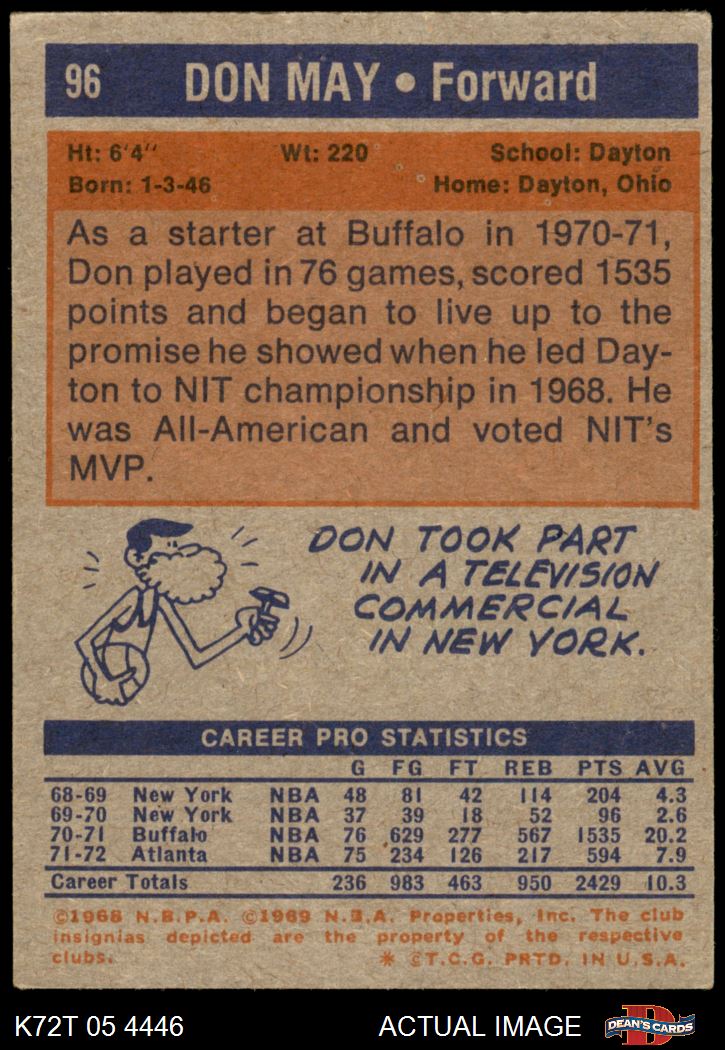 96 DON MAY • Forward
Ht: 6'4" Wt: 220 School: Dayton
Born: 1-3-46 Home: Dayton, Ohio
As a starter at Buffalo in 1970-71,
Don played in 76 games, scored 1535
points and began to live up to the
promise he showed when he led Day-
ton to NIT championship in 1968. He
was All-American and voted NIT's
MVP.
DON TOOK PART
IN A TELEVISION
COMMERCIAL
IN NEW YORK.
CAREER PRO STATISTICS
G FG FT REB PTS AVG
68-69 New York NBA 48 81 42 114 204 4.3
69-70 New York NBA 37 39 18 52 96 2.6
70-71 Buffalo NBA 76 629 277 567 1535 20.2
71-72 Atlanta NBA 75 234 126 217 594 7.9
Career Totals 236 983 463 950 2429 10.3
©1968 N.B.P.A. ©1969 N.B.A. Properties, Inc. The club
insignias depicted are the property of the respective
clubs. * ©T.C.G. PRTD. IN U.S.A.
K72T 05 4446 ACTUAL IMAGE DEAN'S CARDS